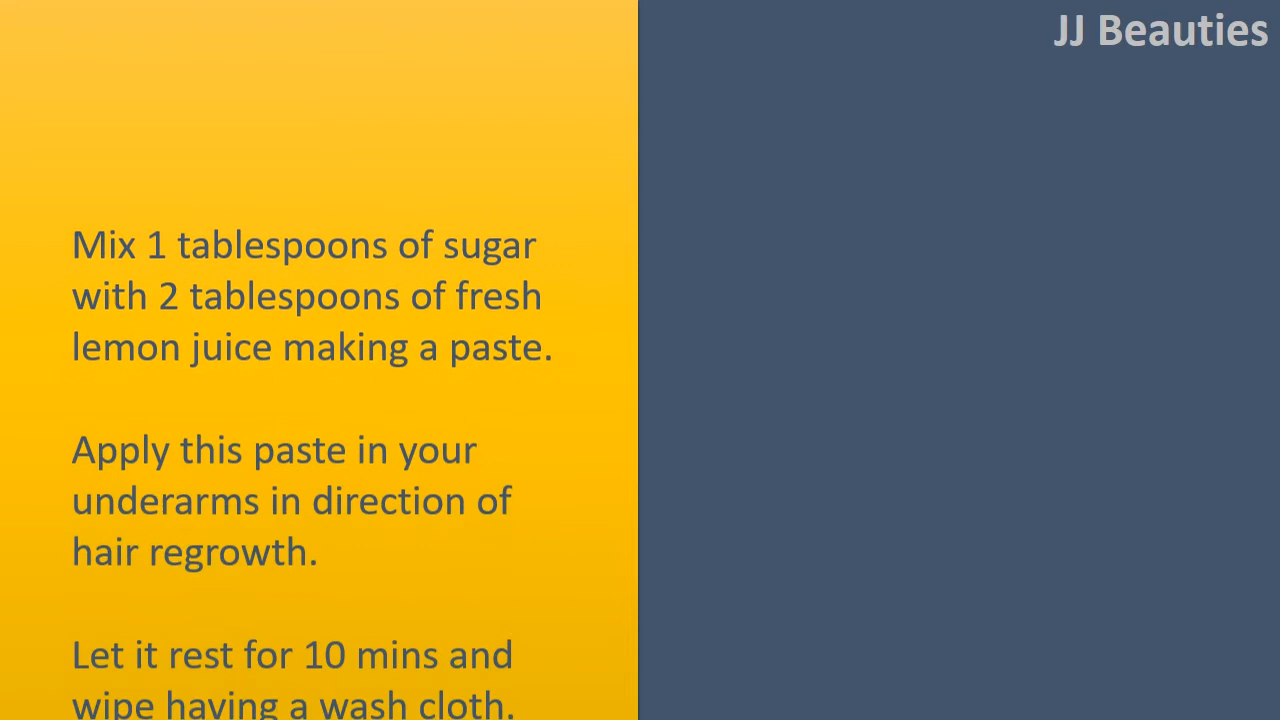 JJ Beauties
Mix 1 tablespoons of sugar
with 2 tablespoons of fresh
lemon juice making a paste.
Apply this paste in your
underarms in direction of
hair regrowth.
Let it rest for 10 mins and
wipe having a wash cloth.